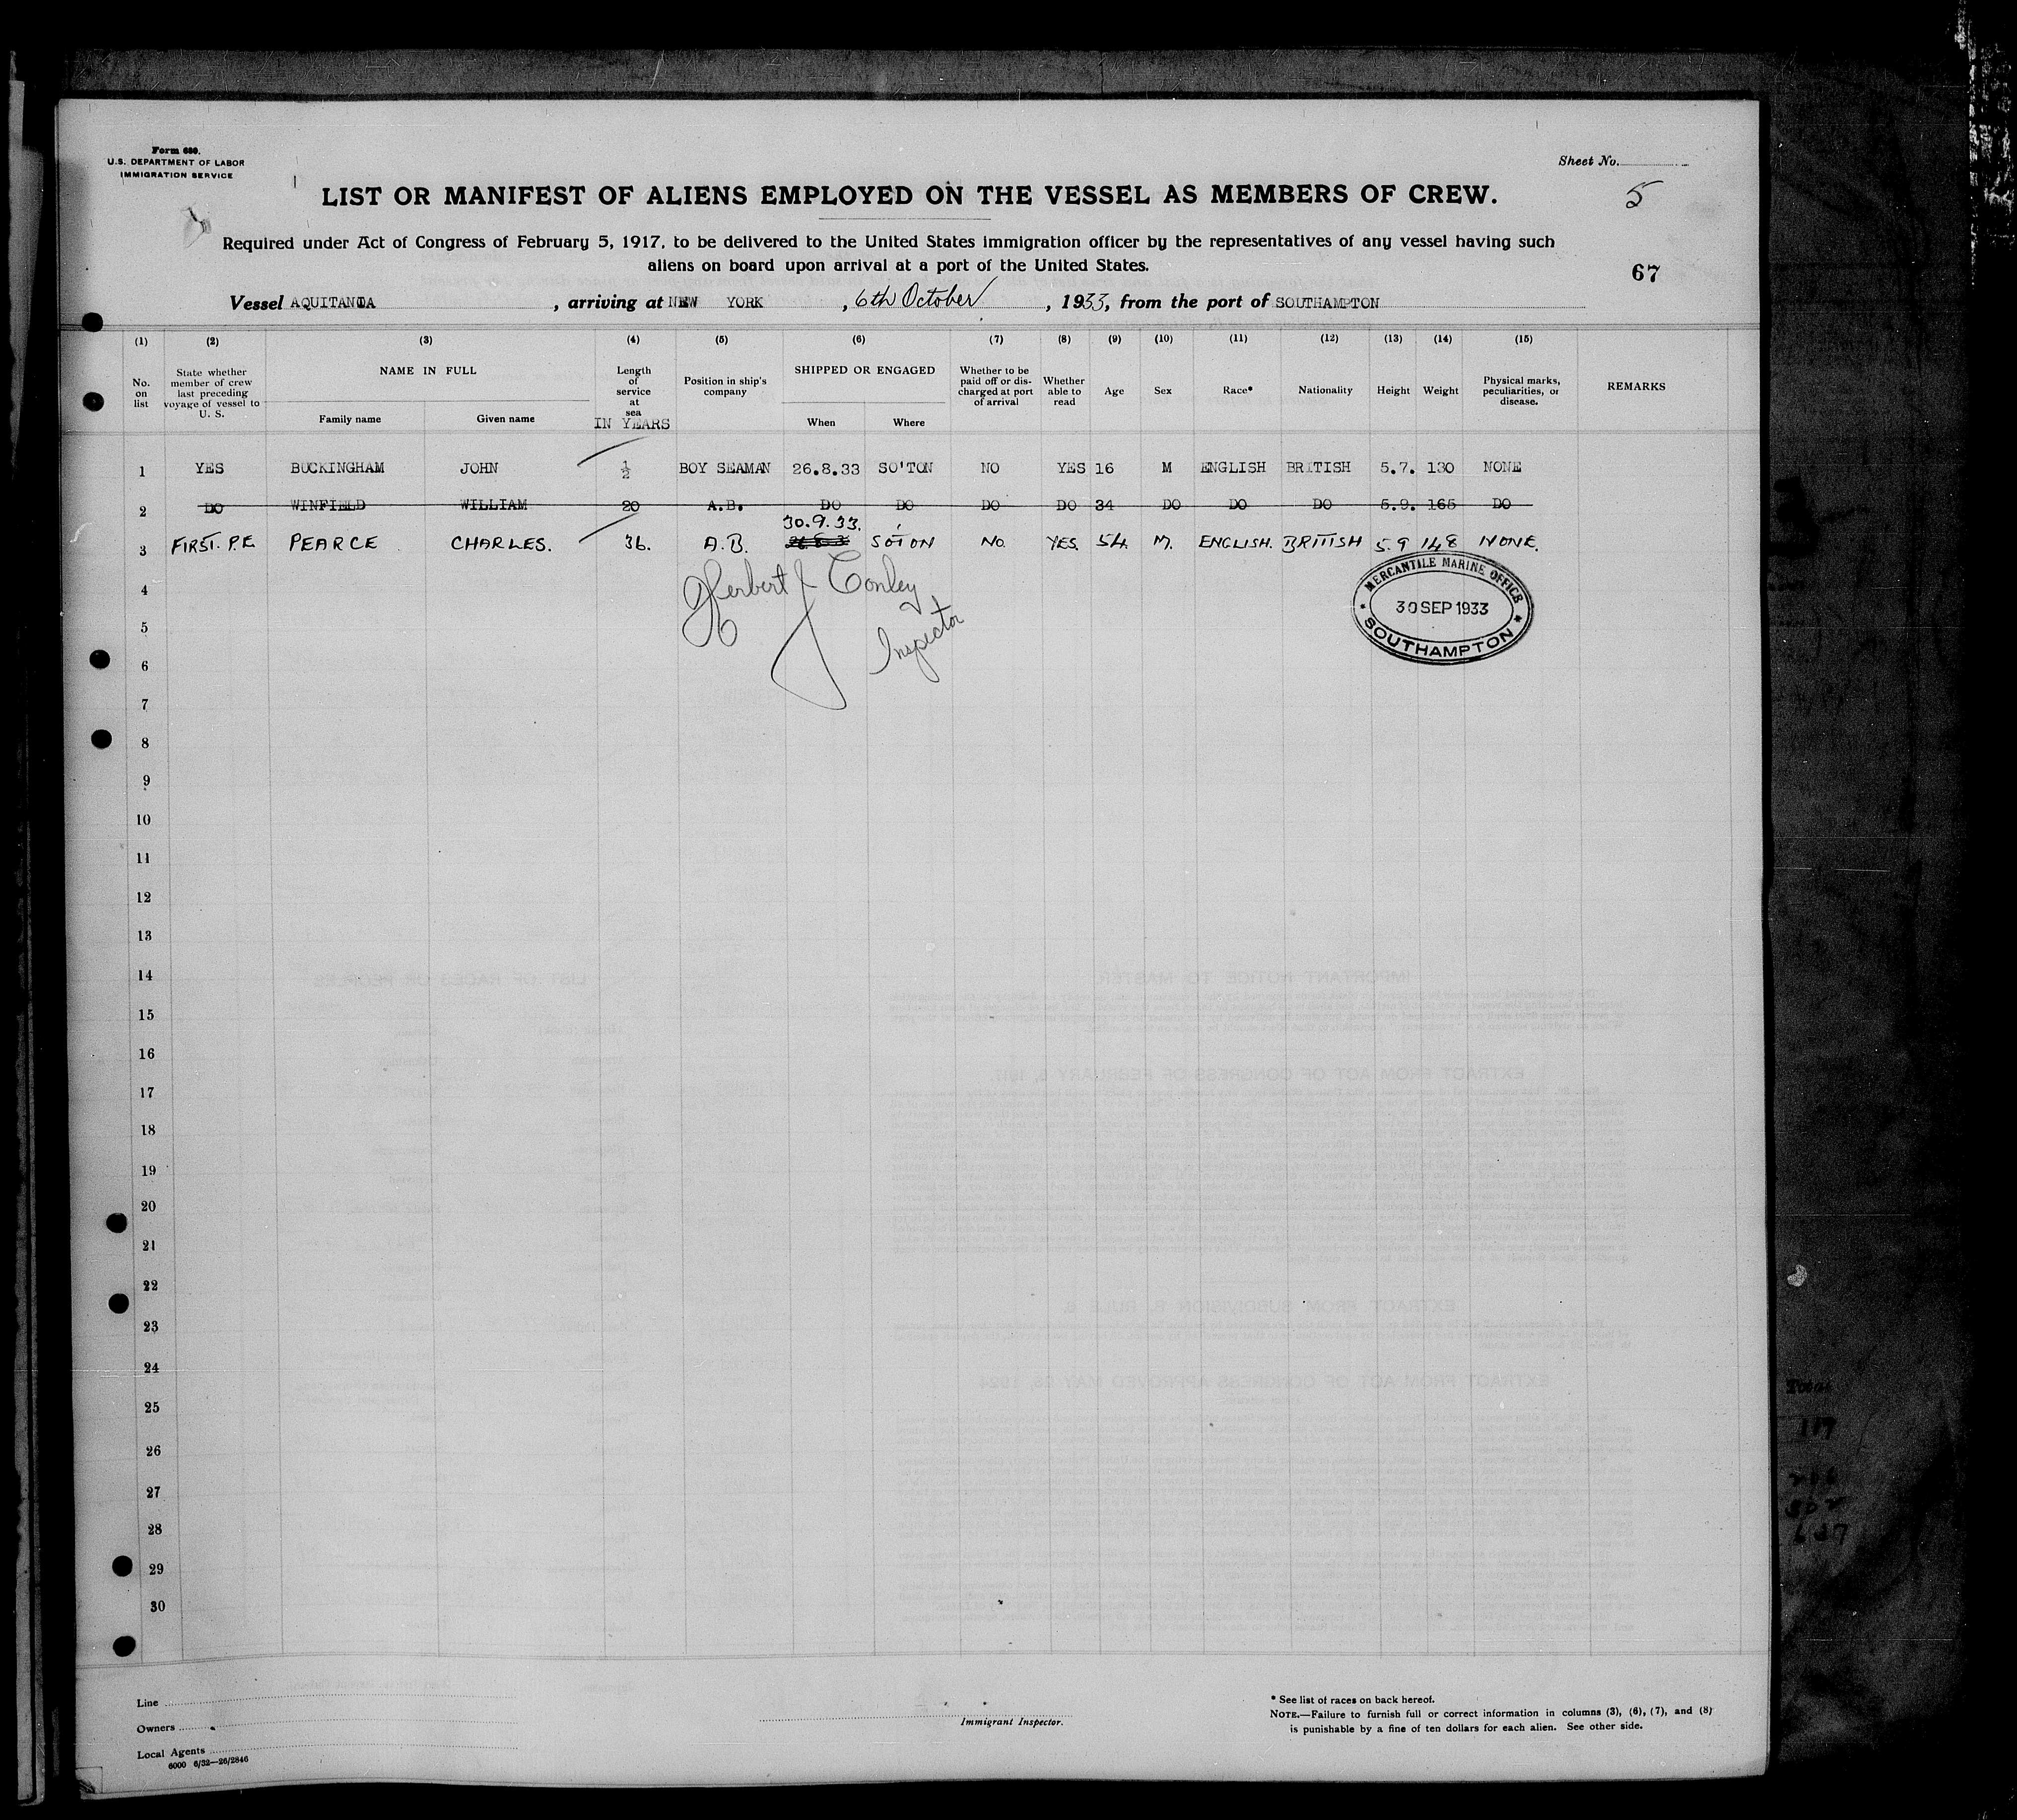 Form 680.
U.S. DEPARTMENT OF LABOR
IMMIGRATION SERVICE
Sheet No.
5
LIST OR MANIFEST OF ALIENS EMPLOYED ON THE VESSEL AS MEMBERS OF CREW.
Required under Act of Congress of February 5, 1917, to be delivered to the United States immigration officer by the representatives of any vessel having such
aliens on board upon arrival at a port of the United States.
67
Vessel AQUITANIA, arriving at NEW YORK, 6th October, 1933, from the port of SOUTHAMPTON
(1) (2) (3) (4) (5) (6) (7) (8) (9) (10) (11) (12) (13) (14) (15)
No. on list
State whether member of crew last preceding voyage of vessel to U. S.
NAME IN FULL
Family name Given name
Length of service at sea
IN YEARS
Position in ship's company
SHIPPED OR ENGAGED
When Where
Whether to be paid off or discharged at port of arrival
Whether able to read
Age
Sex
Race*
Nationality
Height
Weight
Physical marks, peculiarities, or disease.
REMARKS
1 YES BUCKINGHAM JOHN ½ BOY SEAMAN 26.8.33 SO'TON NO YES 16 M ENGLISH BRITISH 5.7. 130 NONE
2 DO WINFIELD WILLIAM 20 A.B. DO DO DO DO 34 DO DO DO 5.9. 165 DO
30.9.33.
3 FIRST. P.E. PEARCE CHARLES. 36. A.B. SO'TON NO. YES. 54. M. ENGLISH. BRITISH 5.9 148 NONE.
Herbert J Conley
Inspector
MERCANTILE MARINE OFFICE
30 SEP 1933
SOUTHAMPTON
4
5
6
7
8
9
10
11
12
13
14
15
16
17
18
19
20
21
22
23
24
25
26
27
28
29
30
Line
Owners
Local Agents
6000 6/32—26/2846
Immigrant Inspector.
* See list of races on back hereof.
NOTE.—Failure to furnish full or correct information in columns (3), (6), (7), and (8)
is punishable by a fine of ten dollars for each alien. See other side.